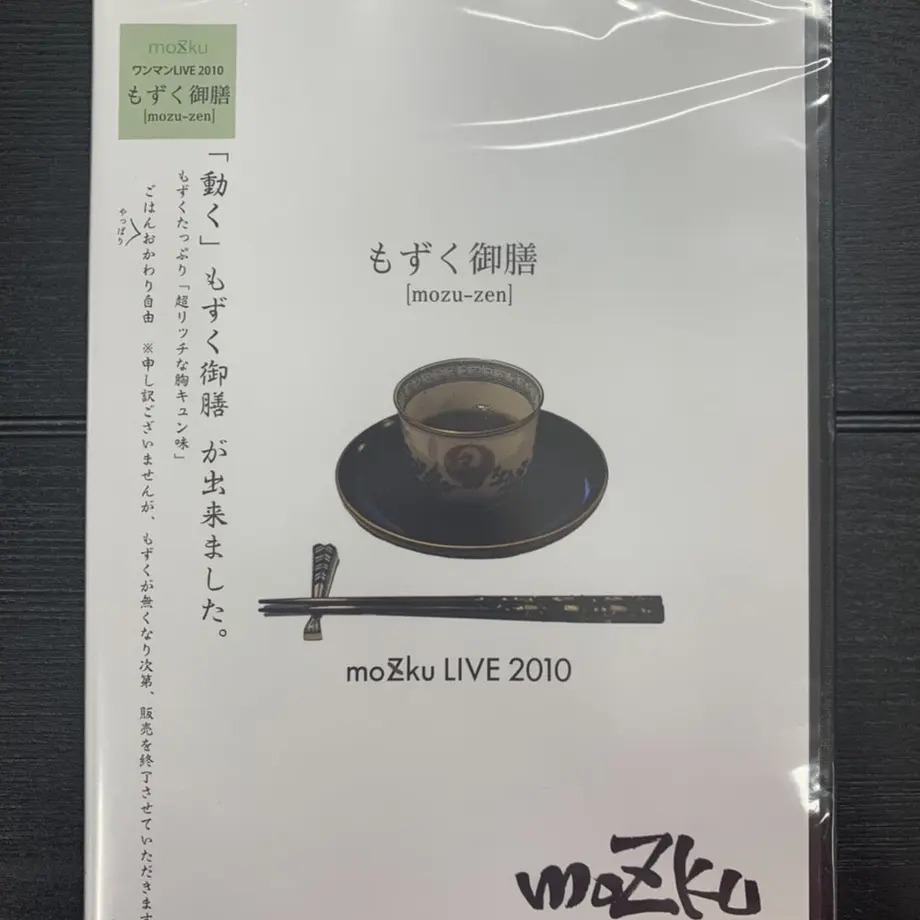 mozku
ワンマンLIVE 2010
もずく御膳
[mozu-zen]
「動く」もずく御膳 が出来ました。
もずくたっぷり「超リッチな胸キュン味」
ごはんおかわり自由 ※申し訳ございませんが、もずくが無くなり次第、販売を終了させていただきます
やっぱり
もずく御膳
[mozu-zen]
mozku LIVE 2010
mozku